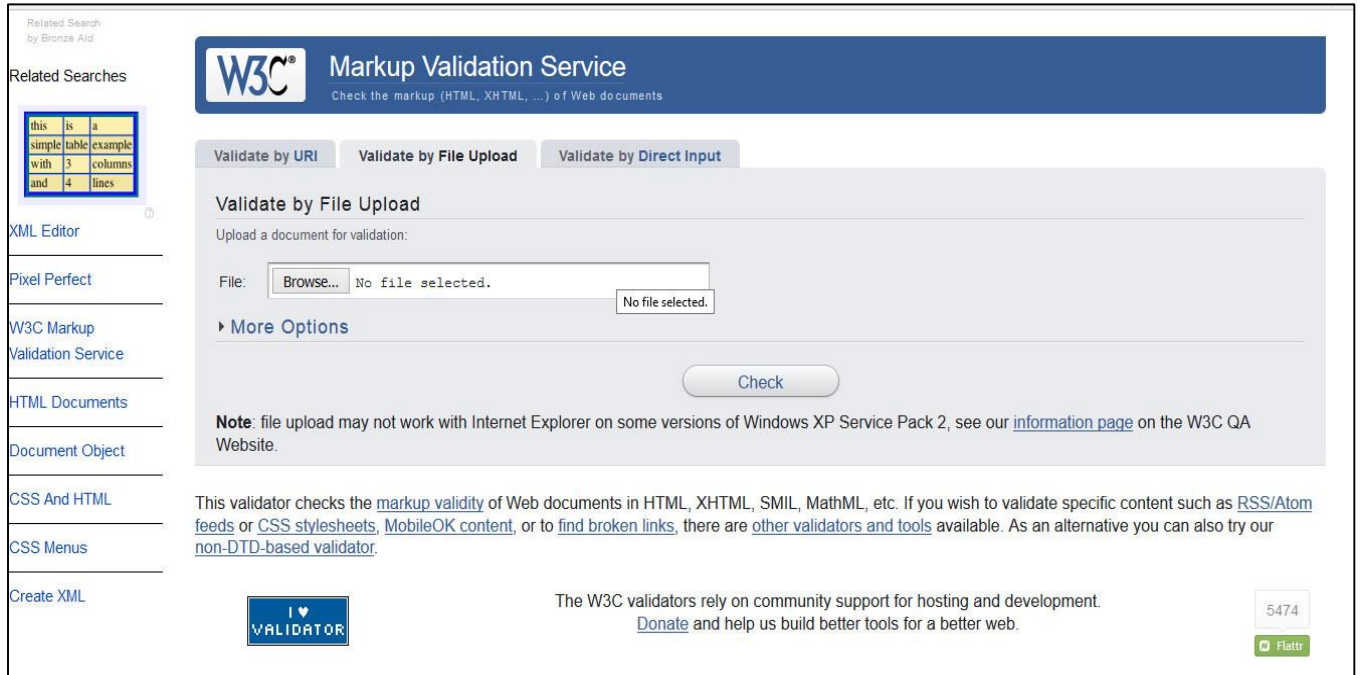 Related Search
by Bronze Aid
Related Searches
this is a
simple table example
with 3 columns
and 4 lines
XML Editor
Pixel Perfect
W3C Markup
Validation Service
HTML Documents
Document Object
CSS And HTML
CSS Menus
Create XML
W3C® Markup Validation Service
Check the markup (HTML, XHTML, ...) of Web documents
Validate by URI Validate by File Upload Validate by Direct Input
Validate by File Upload
Upload a document for validation:
File: Browse... No file selected.
No file selected.
More Options
Check
Note: file upload may not work with Internet Explorer on some versions of Windows XP Service Pack 2, see our information page on the W3C QA
Website.
This validator checks the markup validity of Web documents in HTML, XHTML, SMIL, MathML, etc. If you wish to validate specific content such as RSS/Atom
feeds or CSS stylesheets, MobileOK content, or to find broken links, there are other validators and tools available. As an alternative you can also try our
non-DTD-based validator.
I ♥
VALIDATOR
The W3C validators rely on community support for hosting and development.
Donate and help us build better tools for a better web.
5474
Flattr